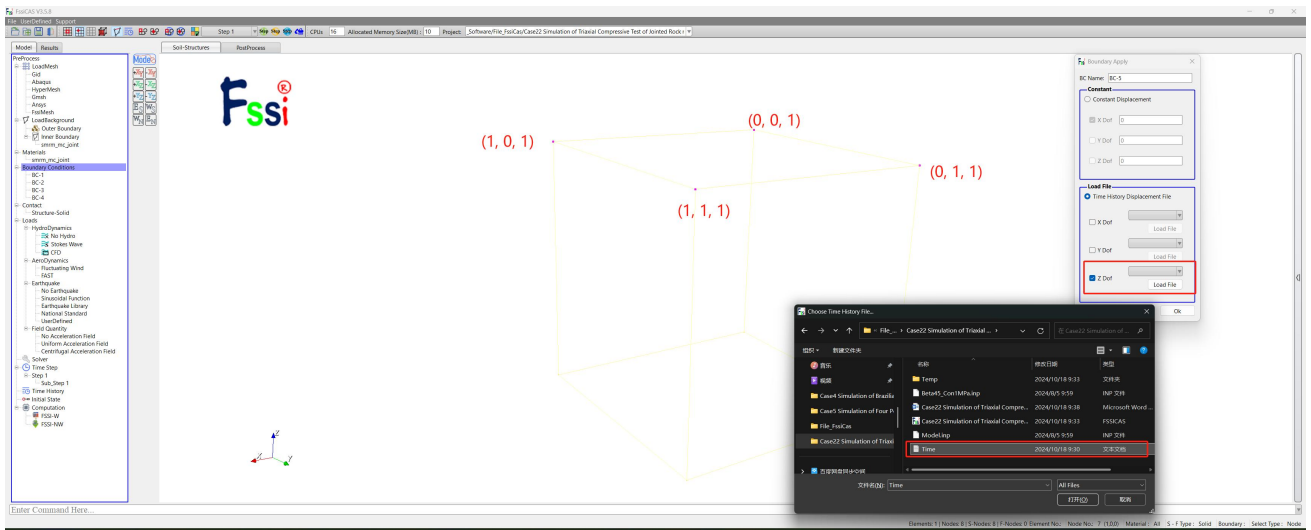 FssiCAS V3.5.8
File UserDefined Support
Step 1
Step Step
CPUs 16 Allocated Memory Size(MB): 10 Project: _Software/File_FssiCas/Case22 Simulation of Triaxial Compressive Test of Jointed Rock
Model Results
Soil-Structures PostProcess
PreProcess
LoadMesh
Gid
Abaqus
HyperMesh
Gmsh
Ansys
FssiMesh
LoadBackground
Outer Boundary
Inner Boundary
smrm_mc_joint
Materials
smrm_mc_joint
Boundary Conditions
BC-1
BC-2
BC-3
BC-4
Contact
Structure-Solid
Loads
HydroDynamics
No Hydro
Stokes Wave
CFD
AeroDynamics
Fluctuating Wind
FAST
Earthquake
No Earthquake
Sinusoidal Function
Earthquake Library
National Standard
UserDefined
Field Quantity
No Acceleration Field
Uniform Acceleration Field
Centrifugal Acceleration Field
Solver
Time Step
Step 1
Sub_Step 1
Time History
Initial State
Computation
FSSI-W
FSSI-NW
Mode
Fssi®
(1, 0, 1)
(0, 0, 1)
(0, 1, 1)
(1, 1, 1)
Z
Y
Boundary Apply
BC Name: BC-5
Constant
Constant Displacement
X Dof 0
Y Dof 0
Z Dof 0
Load File
Time History Displacement File
X Dof
Load File
Y Dof
Load File
Z Dof
Load File
Ok
Choose Time History File...
File_... › Case22 Simulation of Triaxial ... ›
在 Case22 Simulation of ...
组织 新建文件夹
音乐
视频
Case4 Simulation of Brazilia
Case5 Simulation of Four P
File_FssiCas
Case22 Simulation of Triaxi
百度网盘同步空间
名称 修改日期 类型
Temp 2024/10/18 9:33 文件夹
Beta45_Con1MPa.inp 2024/8/5 9:59 INP 文件
Case22 Simulation of Triaxial Compre... 2024/10/18 9:38 Microsoft Word ...
Case22 Simulation of Triaxial Compre... 2024/10/18 9:33 FSSICAS
Model.inp 2024/8/5 9:59 INP 文件
Time 2024/10/18 9:30 文本文档
文件名(N): Time All Files
打开(O) 取消
Enter Command Here...
Elements: 1 | Nodes: 8 | S-Nodes: 8 | F-Nodes: 0 Element No.: Node No.: 7 (1,0,0) Material: All S - F Type: Solid Boundary: Select Type: Node